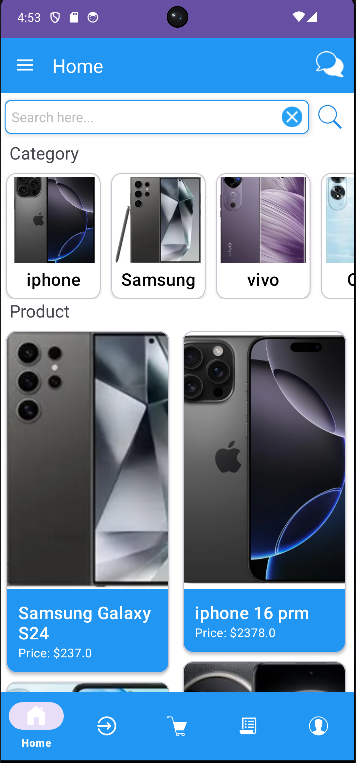 4:53
Home
Search here...
Category
iphone
Samsung
vivo
Product
Samsung Galaxy
S24
Price: $237.0
iphone 16 prm
Price: $2378.0
Home